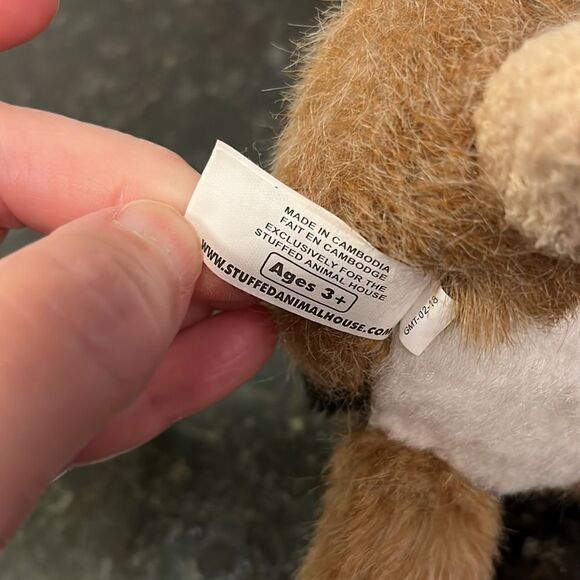 MADE IN CAMBODIA
FAIT EN CAMBODGE
EXCLUSIVELY FOR THE
STUFFED ANIMAL HOUSE
Ages 3+
WWW.STUFFEDANIMALHOUSE.COM
GMT-02-18